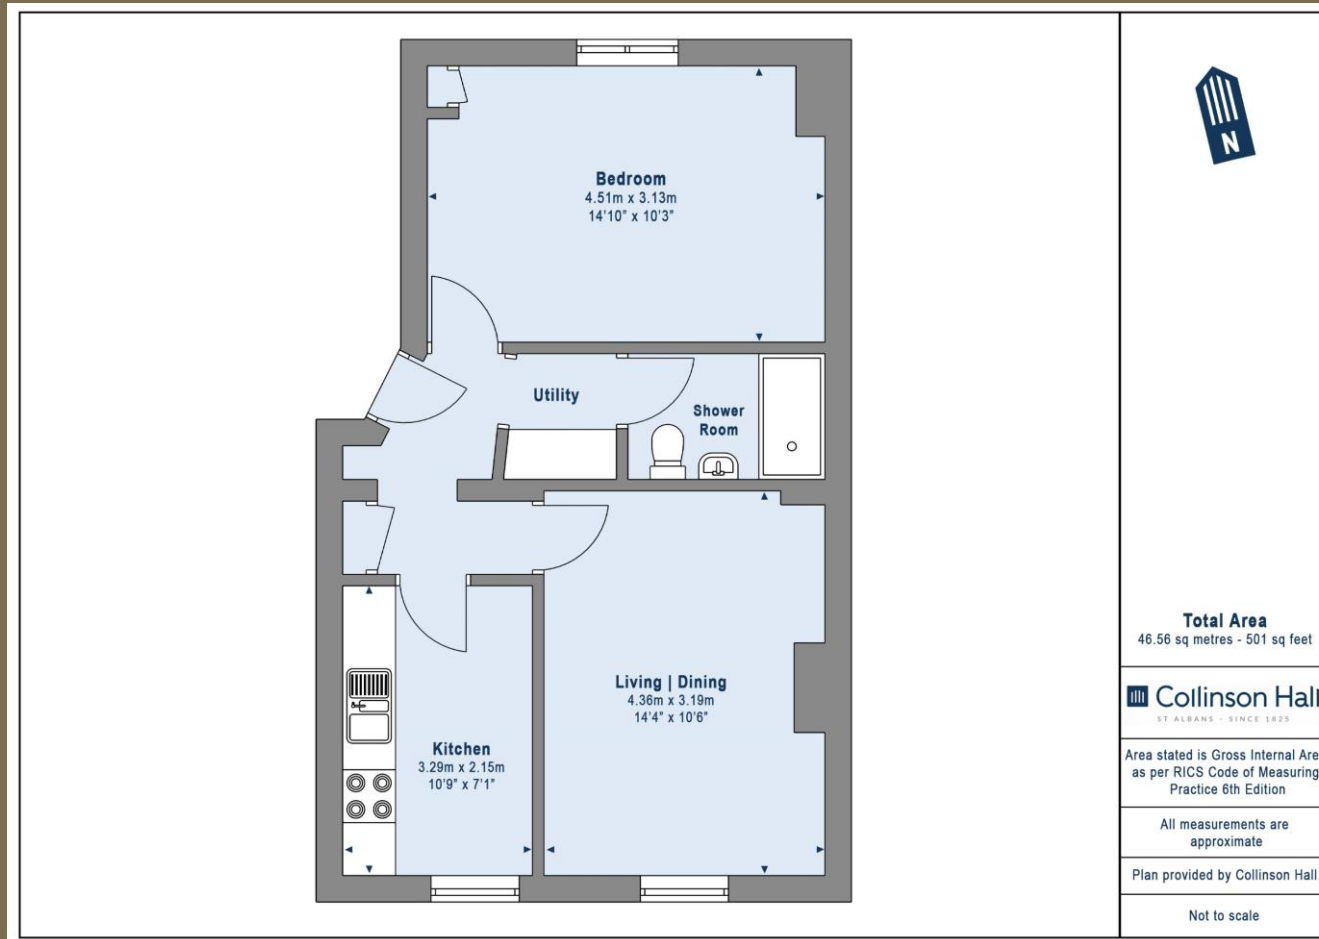 Bedroom
4.51m x 3.13m
14'10" x 10'3"
Utility
Shower
Room
Living | Dining
4.36m x 3.19m
14'4" x 10'6"
Kitchen
3.29m x 2.15m
10'9" x 7'1"
N
Total Area
46.56 sq metres - 501 sq feet
Collinson Hall
ST ALBANS - SINCE 1825
Area stated is Gross Internal Are
as per RICS Code of Measuring
Practice 6th Edition
All measurements are
approximate
Plan provided by Collinson Hall
Not to scale